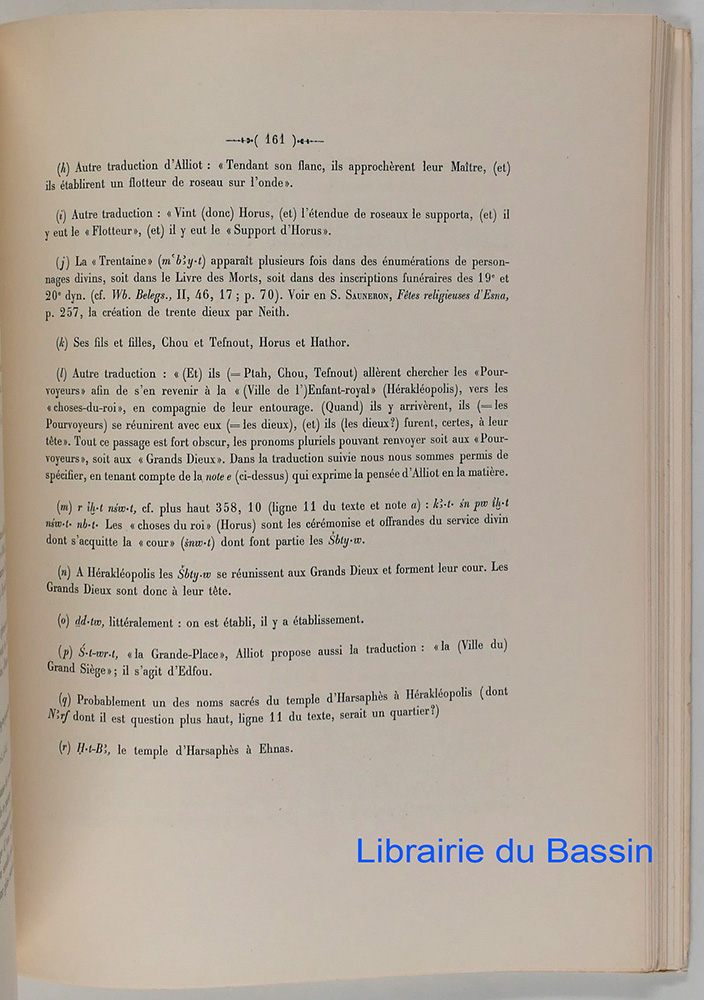 —( 161 )—
(h) Autre traduction d'Alliot : « Tendant son flanc, ils approchèrent leur Maître, (et)
ils établirent un flotteur de roseau sur l'onde ».
(i) Autre traduction : « Vint (donc) Horus, (et) l'étendue de roseaux le supporta, (et) il
y eut le « Flotteur », (et) il y eut le « Support d'Horus ».
(j) La « Trentaine » (mʿbꜣy·t) apparaît plusieurs fois dans des énumérations de person-
nages divins, soit dans le Livre des Morts, soit dans des inscriptions funéraires des 19e et
20e dyn. (cf. Wb. Belegs., II, 46, 17 ; p. 70). Voir en S. SAUNERON, Fêtes religieuses d'Esna,
p. 257, la création de trente dieux par Neith.
(k) Ses fils et filles, Chou et Tefnout, Horus et Hathor.
(l) Autre traduction : « (Et) ils (= Ptah, Chou, Tefnout) allèrent chercher les «Pour-
voyeurs» afin de s'en revenir à la « (Ville de l')Enfant-royal » (Hérakléopolis), vers les
« choses-du-roi », en compagnie de leur entourage. (Quand) ils y arrivèrent, ils (= les
Pourvoyeurs) se réunirent avec eux (= les dieux), (et) ils (les dieux?) furent, certes, à leur
tête ». Tout ce passage est fort obscur, les pronoms pluriels pouvant renvoyer soit aux « Pour-
voyeurs », soit aux « Grands Dieux ». Dans la traduction suivie nous nous sommes permis de
spécifier, en tenant compte de la note e (ci-dessus) qui exprime la pensée d'Alliot en la matière.
(m) r iḫ·t nśw·t, cf. plus haut 358, 10 (ligne 11 du texte et note a) : kꜣ·t· śn pw iḫ·t
nśw·t· nb·t· Les « choses du roi » (Horus) sont les cérémonise et offrandes du service divin
dont s'acquitte la « cour » (šnw·t) dont font partie les Śbty·w.
(n) A Hérakléopolis les Śbty·w se réunissent aux Grands Dieux et forment leur cour. Les
Grands Dieux sont donc à leur tête.
(o) dd·tw, littéralement : on est établi, il y a établissement.
(p) Ś·t-wr·t, « la Grande-Place », Alliot propose aussi la traduction : « la (Ville du)
Grand Siège » ; il s'agit d'Edfou.
(q) Probablement un des noms sacrés du temple d'Harsaphès à Hérakléopolis (dont
Nꜣrf dont il est question plus haut, ligne 11 du texte, serait un quartier?)
(r) Ḥ·t-Bꜣ, le temple d'Harsaphès à Ehnas.
Librairie du Bassin